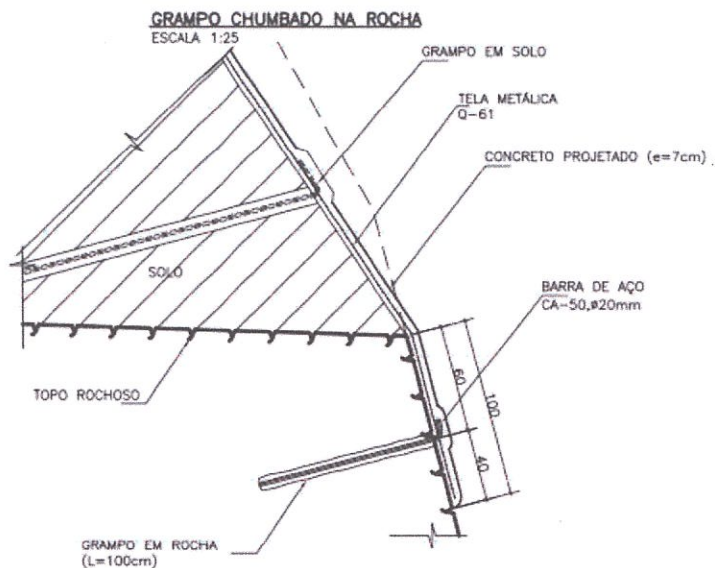 GRAMPO CHUMBADO NA ROCHA
ESCALA 1:25
GRAMPO EM SOLO
TELA METÁLICA
Q-61
CONCRETO PROJETADO (e=7cm)
SOLO
BARRA DE AÇO
CA-50,ø20mm
60
100
40
TOPO ROCHOSO
GRAMPO EM ROCHA
(L=100cm)